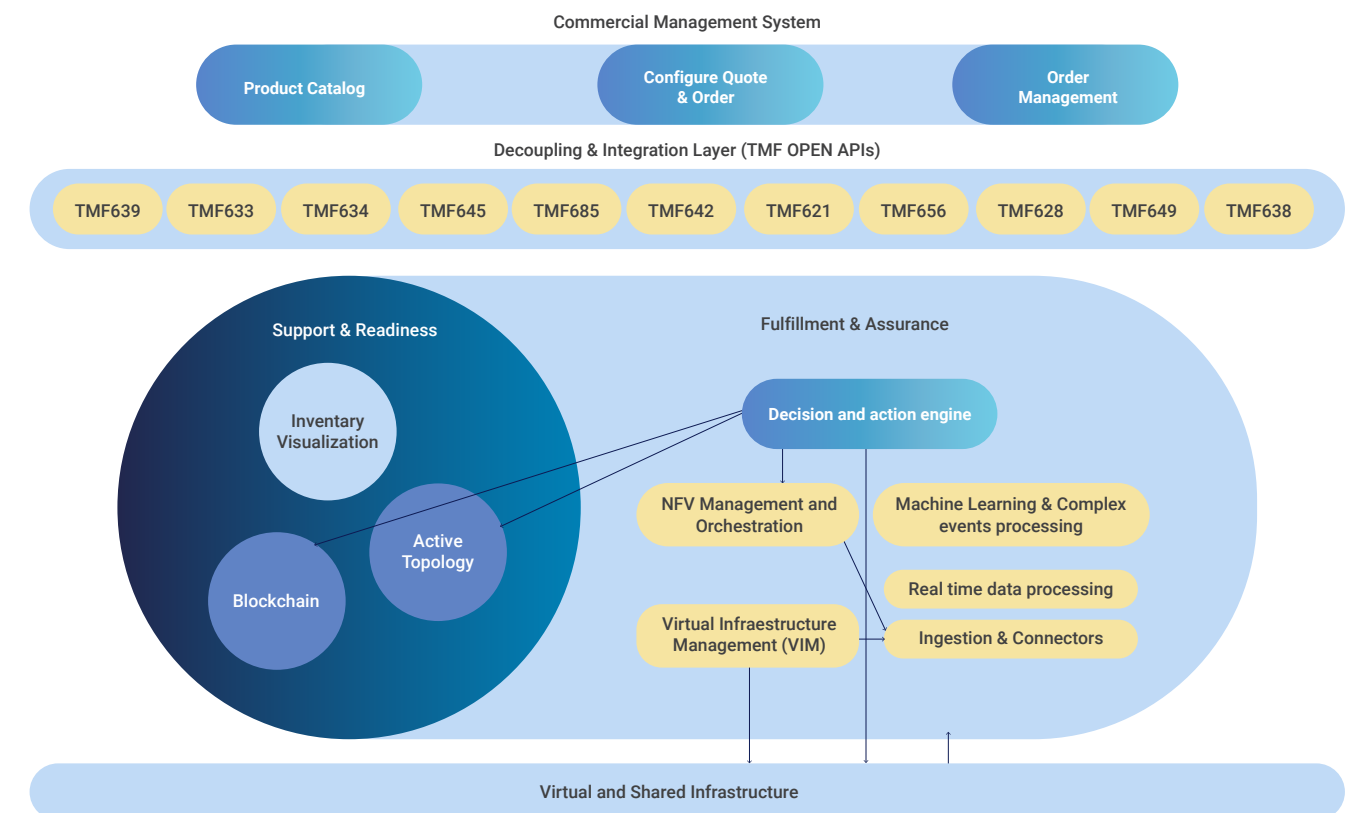 Commercial Management System
Product Catalog
Configure Quote
& Order
Order
Management
Decoupling & Integration Layer (TMF OPEN APIs)
TMF639 TMF633 TMF634 TMF645 TMF685 TMF642 TMF621 TMF656 TMF628 TMF649 TMF638
Support & Readiness
Inventary
Visualization
Active
Topology
Blockchain
Fulfillment & Assurance
Decision and action engine
NFV Management and
Orchestration
Machine Learning & Complex
events processing
Real time data processing
Virtual Infraestructure
Management (VIM)
Ingestion & Connectors
Virtual and Shared Infrastructure